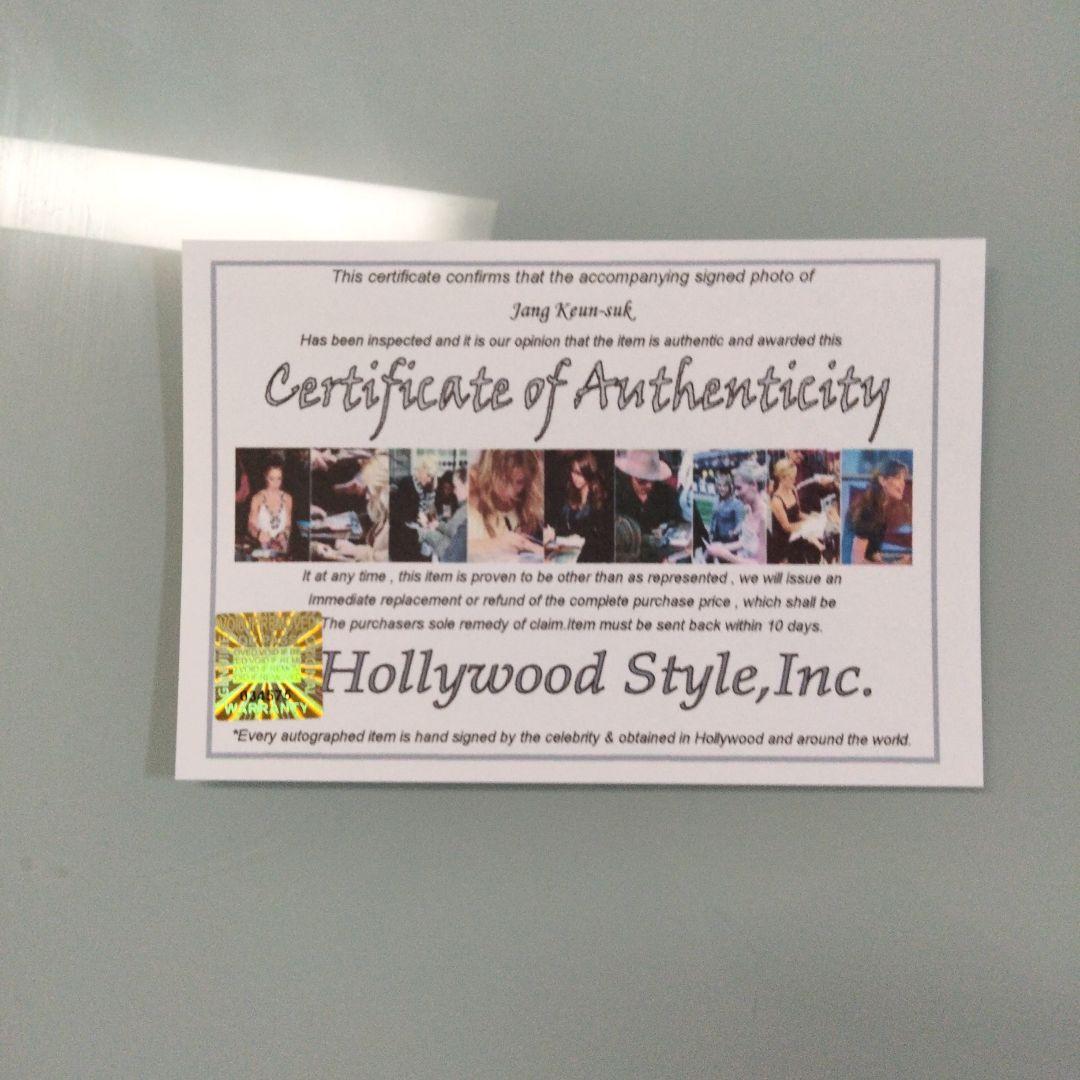 This certificate confirms that the accompanying signed photo of
Jang Keun-suk
Has been inspected and it is our opinion that the item is authentic and awarded this
Certificate of Authenticity
It at any time , this item is proven to be other than as represented , we will issue an
Immediate replacement or refund of the complete purchase price , which shall be
The purchasers sole remedy of claim.Item must be sent back within 10 days.
Hollywood Style,Inc.
WARRANTY
*Every autographed item is hand signed by the celebrity & obtained in Hollywood and around the world.